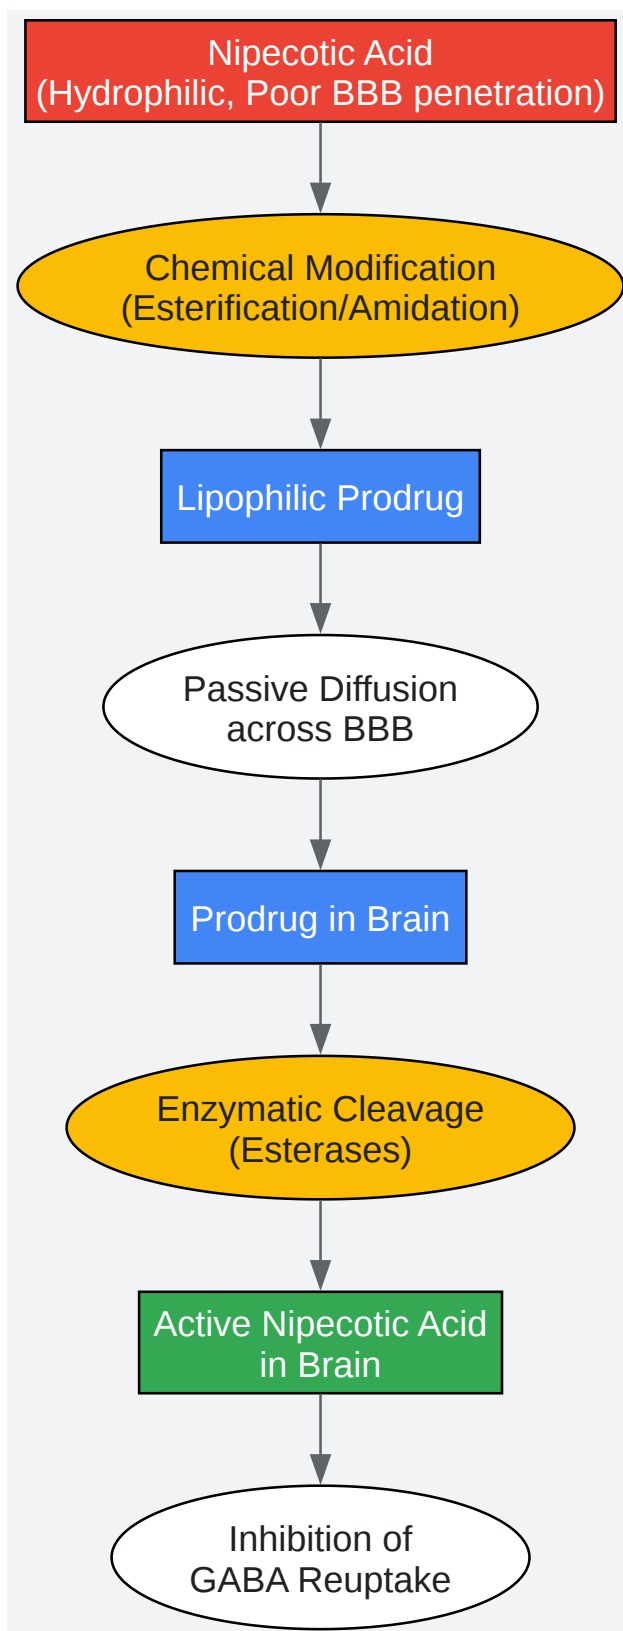 Nipecotic Acid
(Hydrophilic, Poor BBB penetration)
Chemical Modification
(Esterification/Amidation)
Lipophilic Prodrug
Passive Diffusion
across BBB
Prodrug in Brain
Enzymatic Cleavage
(Esterases)
Active Nipecotic Acid
in Brain
Inhibition of
GABA Reuptake